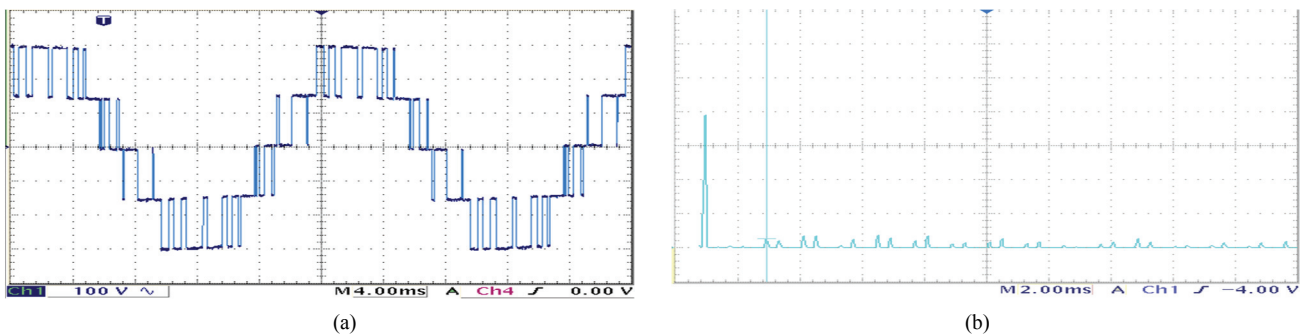 T
Ch1 100 V ∿ M 4.00ms A Ch4 ʃ 0.00 V
M 2.00ms A Ch1 ʃ -4.00 V
(a)
(b)